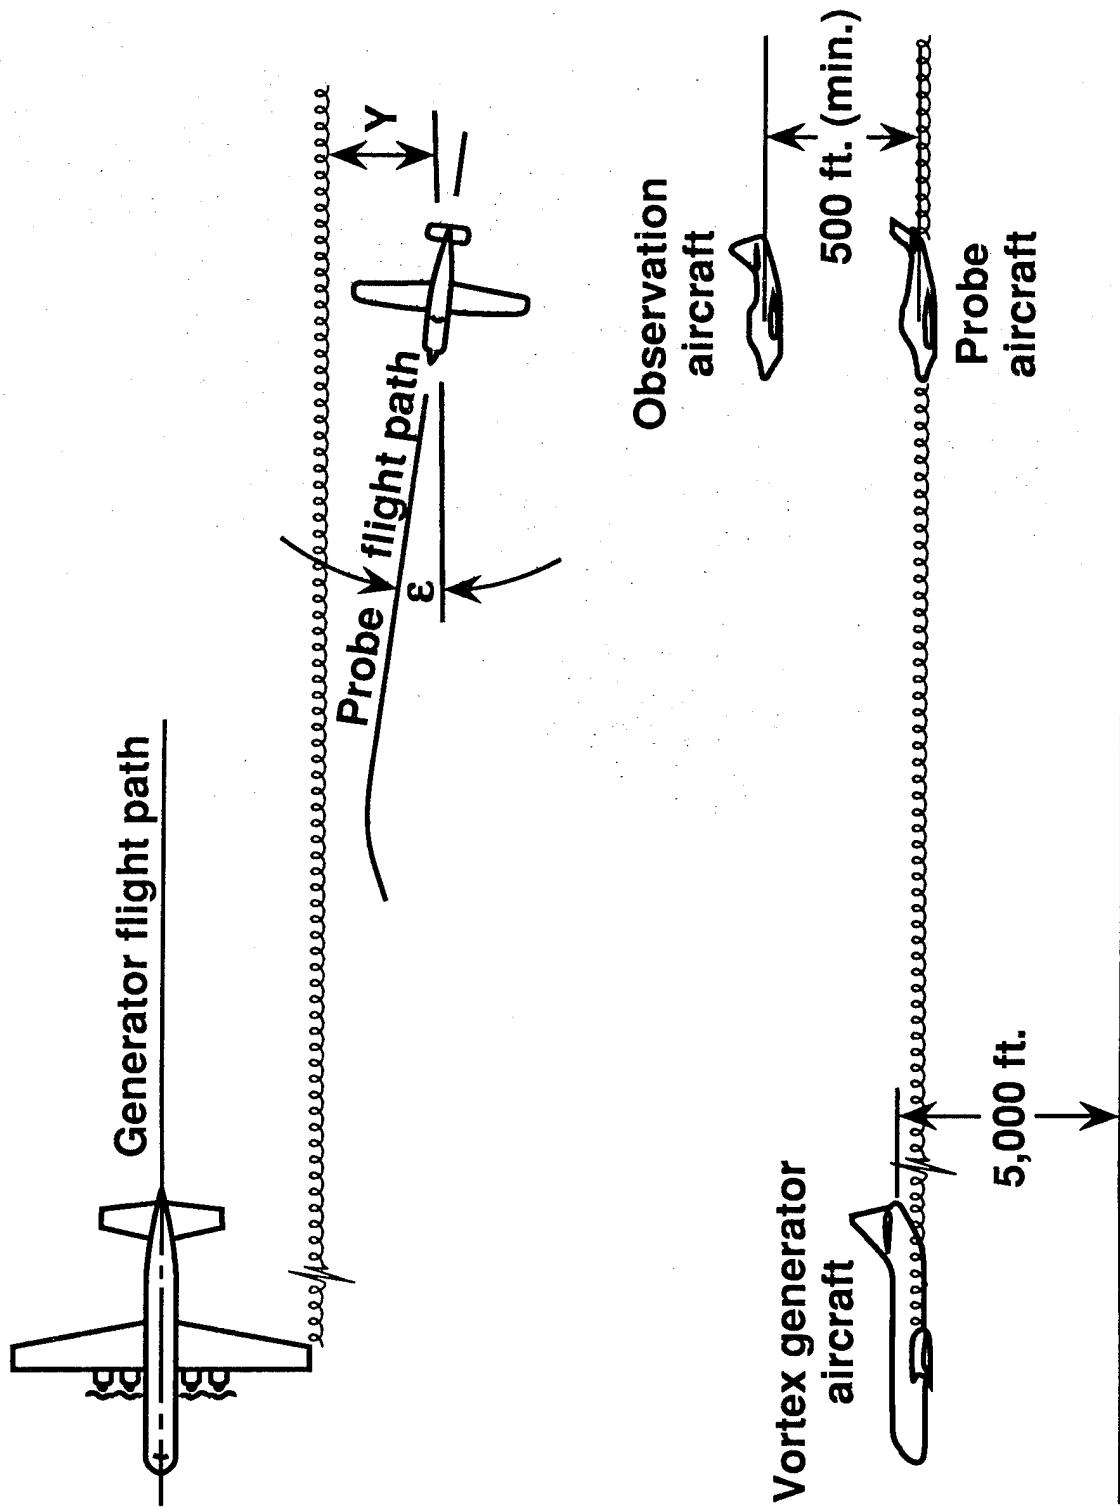 Generator flight path
Y
Probe flight path
ε
Observation
aircraft
500 ft. (min.)
Probe
aircraft
Vortex generator
aircraft
5,000 ft.